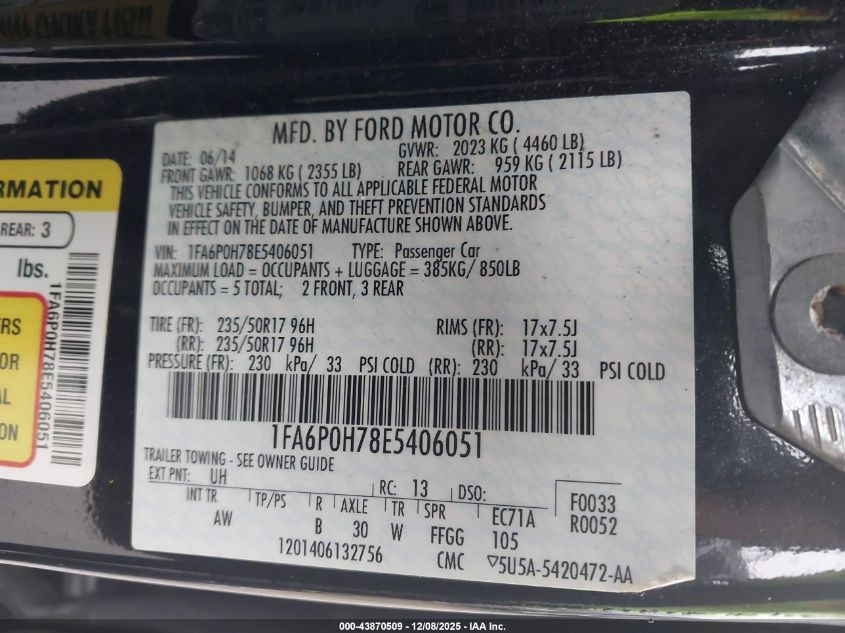 RMATION
REAR: 3
lbs.
1FA6P0H78E5406051
ERS
OR
AL
ION
MFD. BY FORD MOTOR CO.
DATE: 06/14 GVWR: 2023 KG ( 4460 LB)
FRONT GAWR: 1068 KG ( 2355 LB) REAR GAWR: 959 KG ( 2115 LB)
THIS VEHICLE CONFORMS TO ALL APPLICABLE FEDERAL MOTOR
VEHICLE SAFETY, BUMPER, AND THEFT PREVENTION STANDARDS
IN EFFECT ON THE DATE OF MANUFACTURE SHOWN ABOVE.
VIN: 1FA6P0H78E5406051 TYPE: Passenger Car
MAXIMUM LOAD = OCCUPANTS + LUGGAGE = 385KG/ 850LB
OCCUPANTS = 5 TOTAL; 2 FRONT, 3 REAR
TIRE (FR): 235/50R17 96H RIMS (FR): 17x7.5J
(RR): 235/50R17 96H (RR): 17x7.5J
PRESSURE (FR): 230 kPa/ 33 PSI COLD (RR): 230 kPa/ 33 PSI COLD
1FA6P0H78E5406051
TRAILER TOWING - SEE OWNER GUIDE
EXT PNT: UH RC: 13 DSO: F0033
INT TR TP/PS R AXLE TR SPR EC71A R0052
AW B 30 W FFGG 105
1201406132756 CMC ▽5U5A-5420472-AA
000-43870509 - 12/08/2025 - IAA Inc.